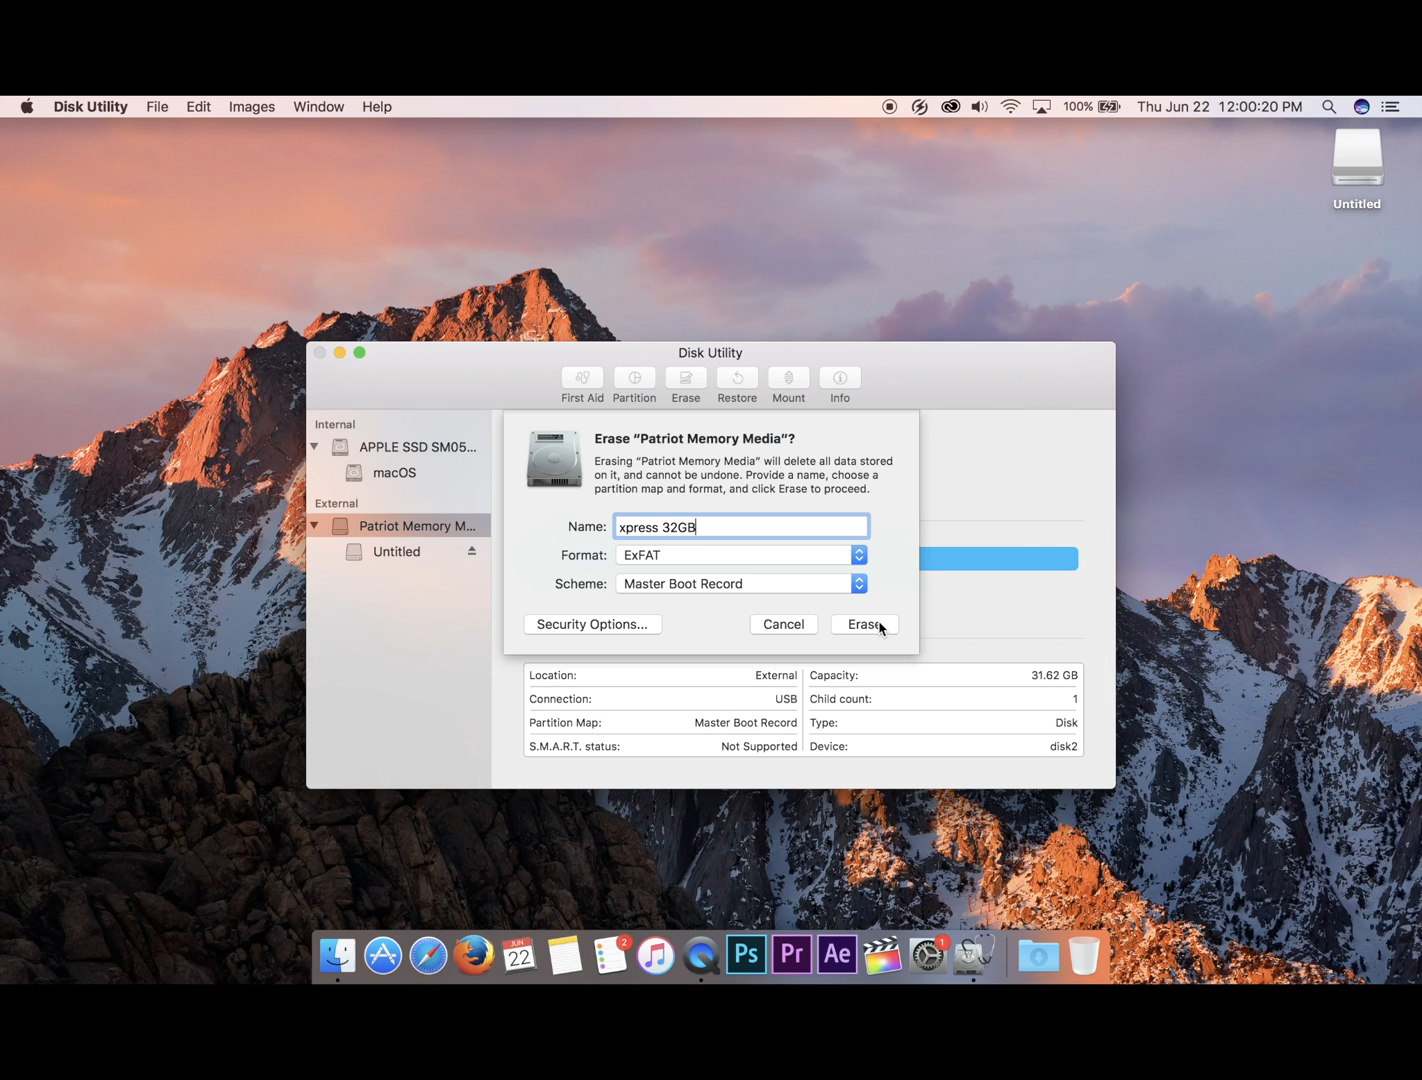 Disk Utility File Edit Images Window Help 100% Thu Jun 22 12:00:20 PM
Untitled
Disk Utility
First Aid Partition Erase Restore Mount Info
Internal
APPLE SSD SM05...
macOS
External
Patriot Memory M...
Untitled
Erase “Patriot Memory Media”?
Erasing “Patriot Memory Media” will delete all data stored
on it, and cannot be undone. Provide a name, choose a
partition map and format, and click Erase to proceed.
Name: xpress 32GB
Format: ExFAT
Scheme: Master Boot Record
Security Options... Cancel Erase
Location: External Capacity: 31.62 GB
Connection: USB Child count: 1
Partition Map: Master Boot Record Type: Disk
S.M.A.R.T. status: Not Supported Device: disk2
JUN
22
2
Ps
Pr
Ae
1